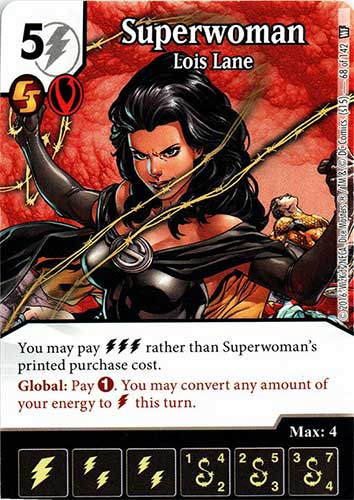 5
Superwoman
Lois Lane
© 2016 WizKids/NECA. Dice Masters ® / TM & © DC Comics. (s15) — 68 of 142 WF
You may pay rather than Superwoman's
printed purchase cost.
Global: Pay 1. You may convert any amount
of your energy to this turn.
Max: 4
1 4 2
2 5 3
3 7 4